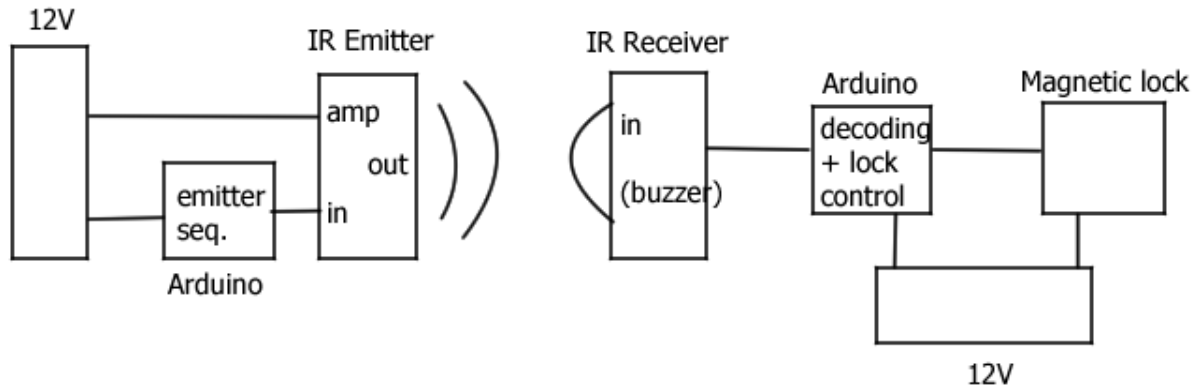 12V
IR Emitter
amp
out
in
emitter
seq.
Arduino
IR Receiver
in
(buzzer)
Arduino
decoding
+ lock
control
Magnetic lock
12V